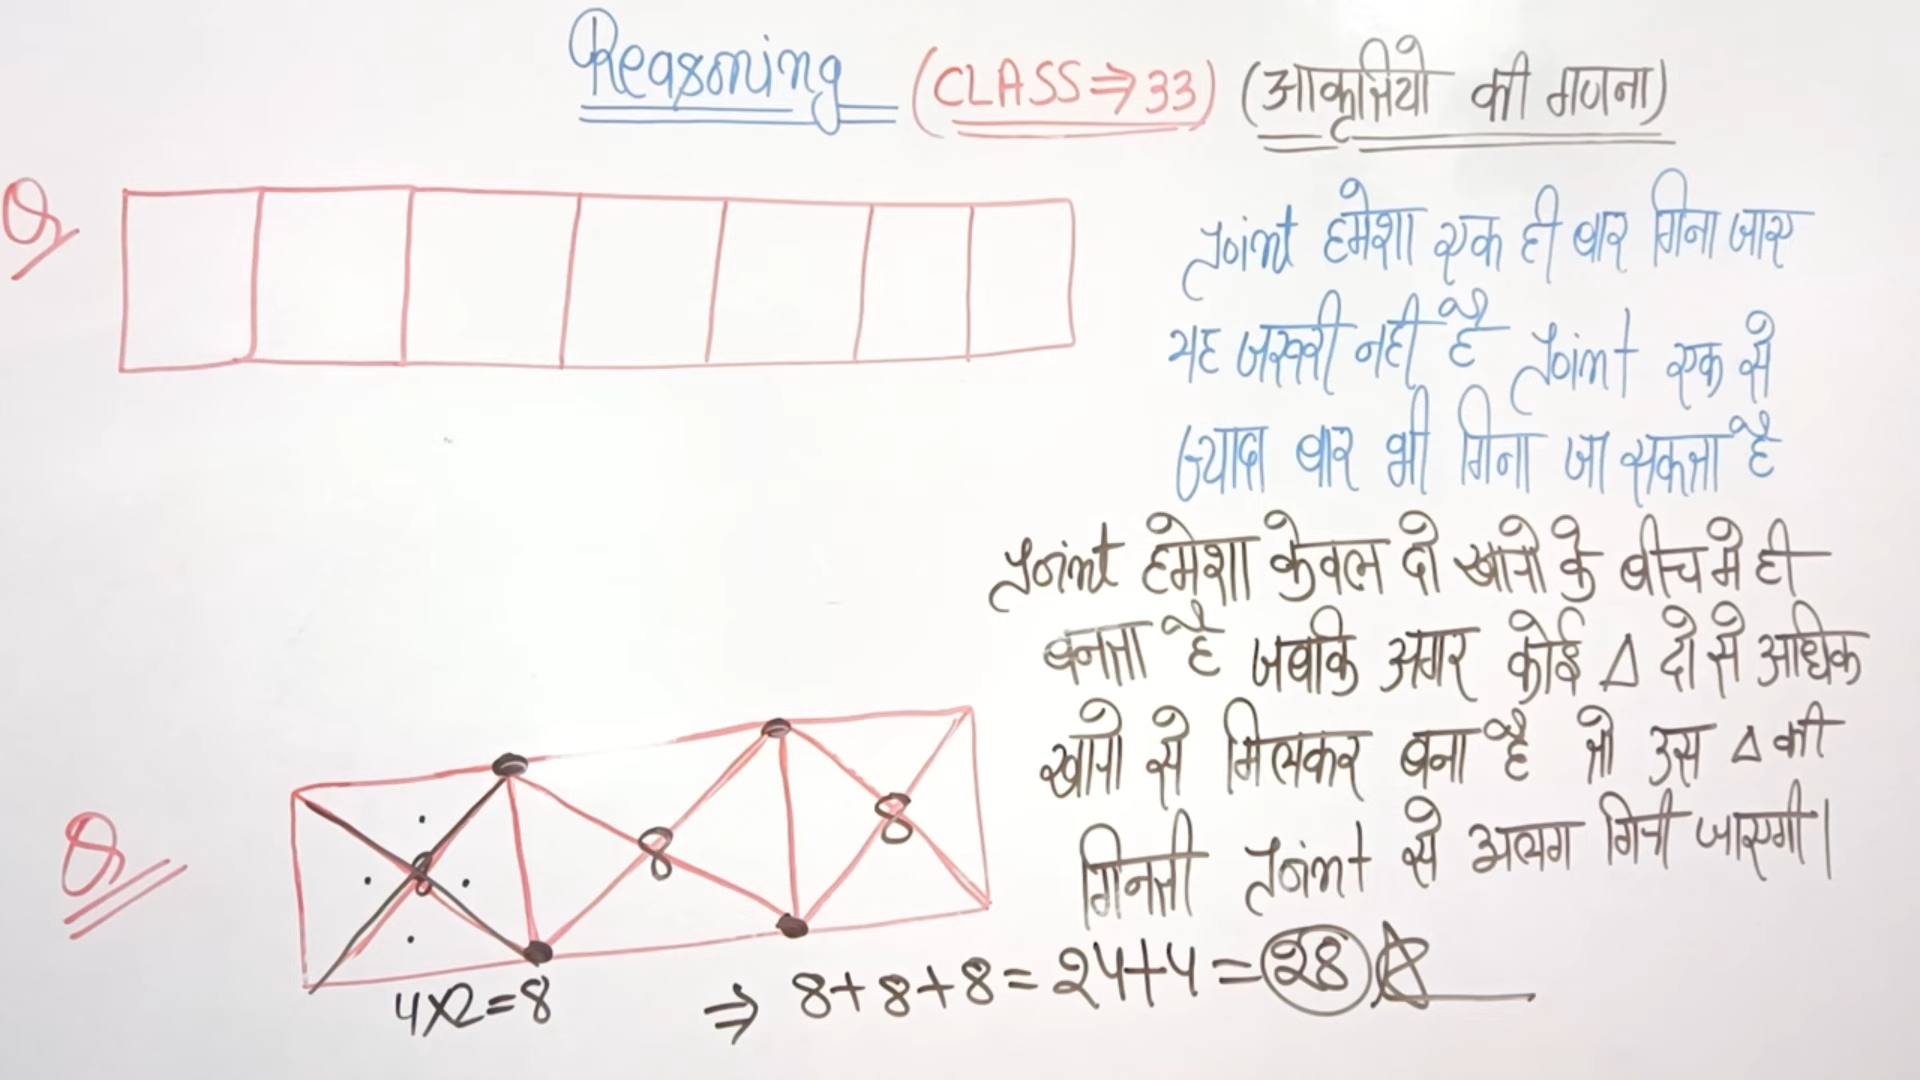 Reasoning (CLASS⇒33) (आकृतियो की गणना)
Q
Joint हमेशा एक ही बार गिना जाए
यह जरूरी नही है Joint एक से
ज्यादा बार भी गिना जा सकता है
Joint हमेशा केवल दो खानो के बीच मे ही
बनता है जबकि अगर कोई △ दो से अधिक
खानो से मिलकर बना है तो उस △ की
गिनती Joint से अलग गिनी जाएगी।
Q
8 8 8
4×2=8
⇒ 8+8+8=24+4=28